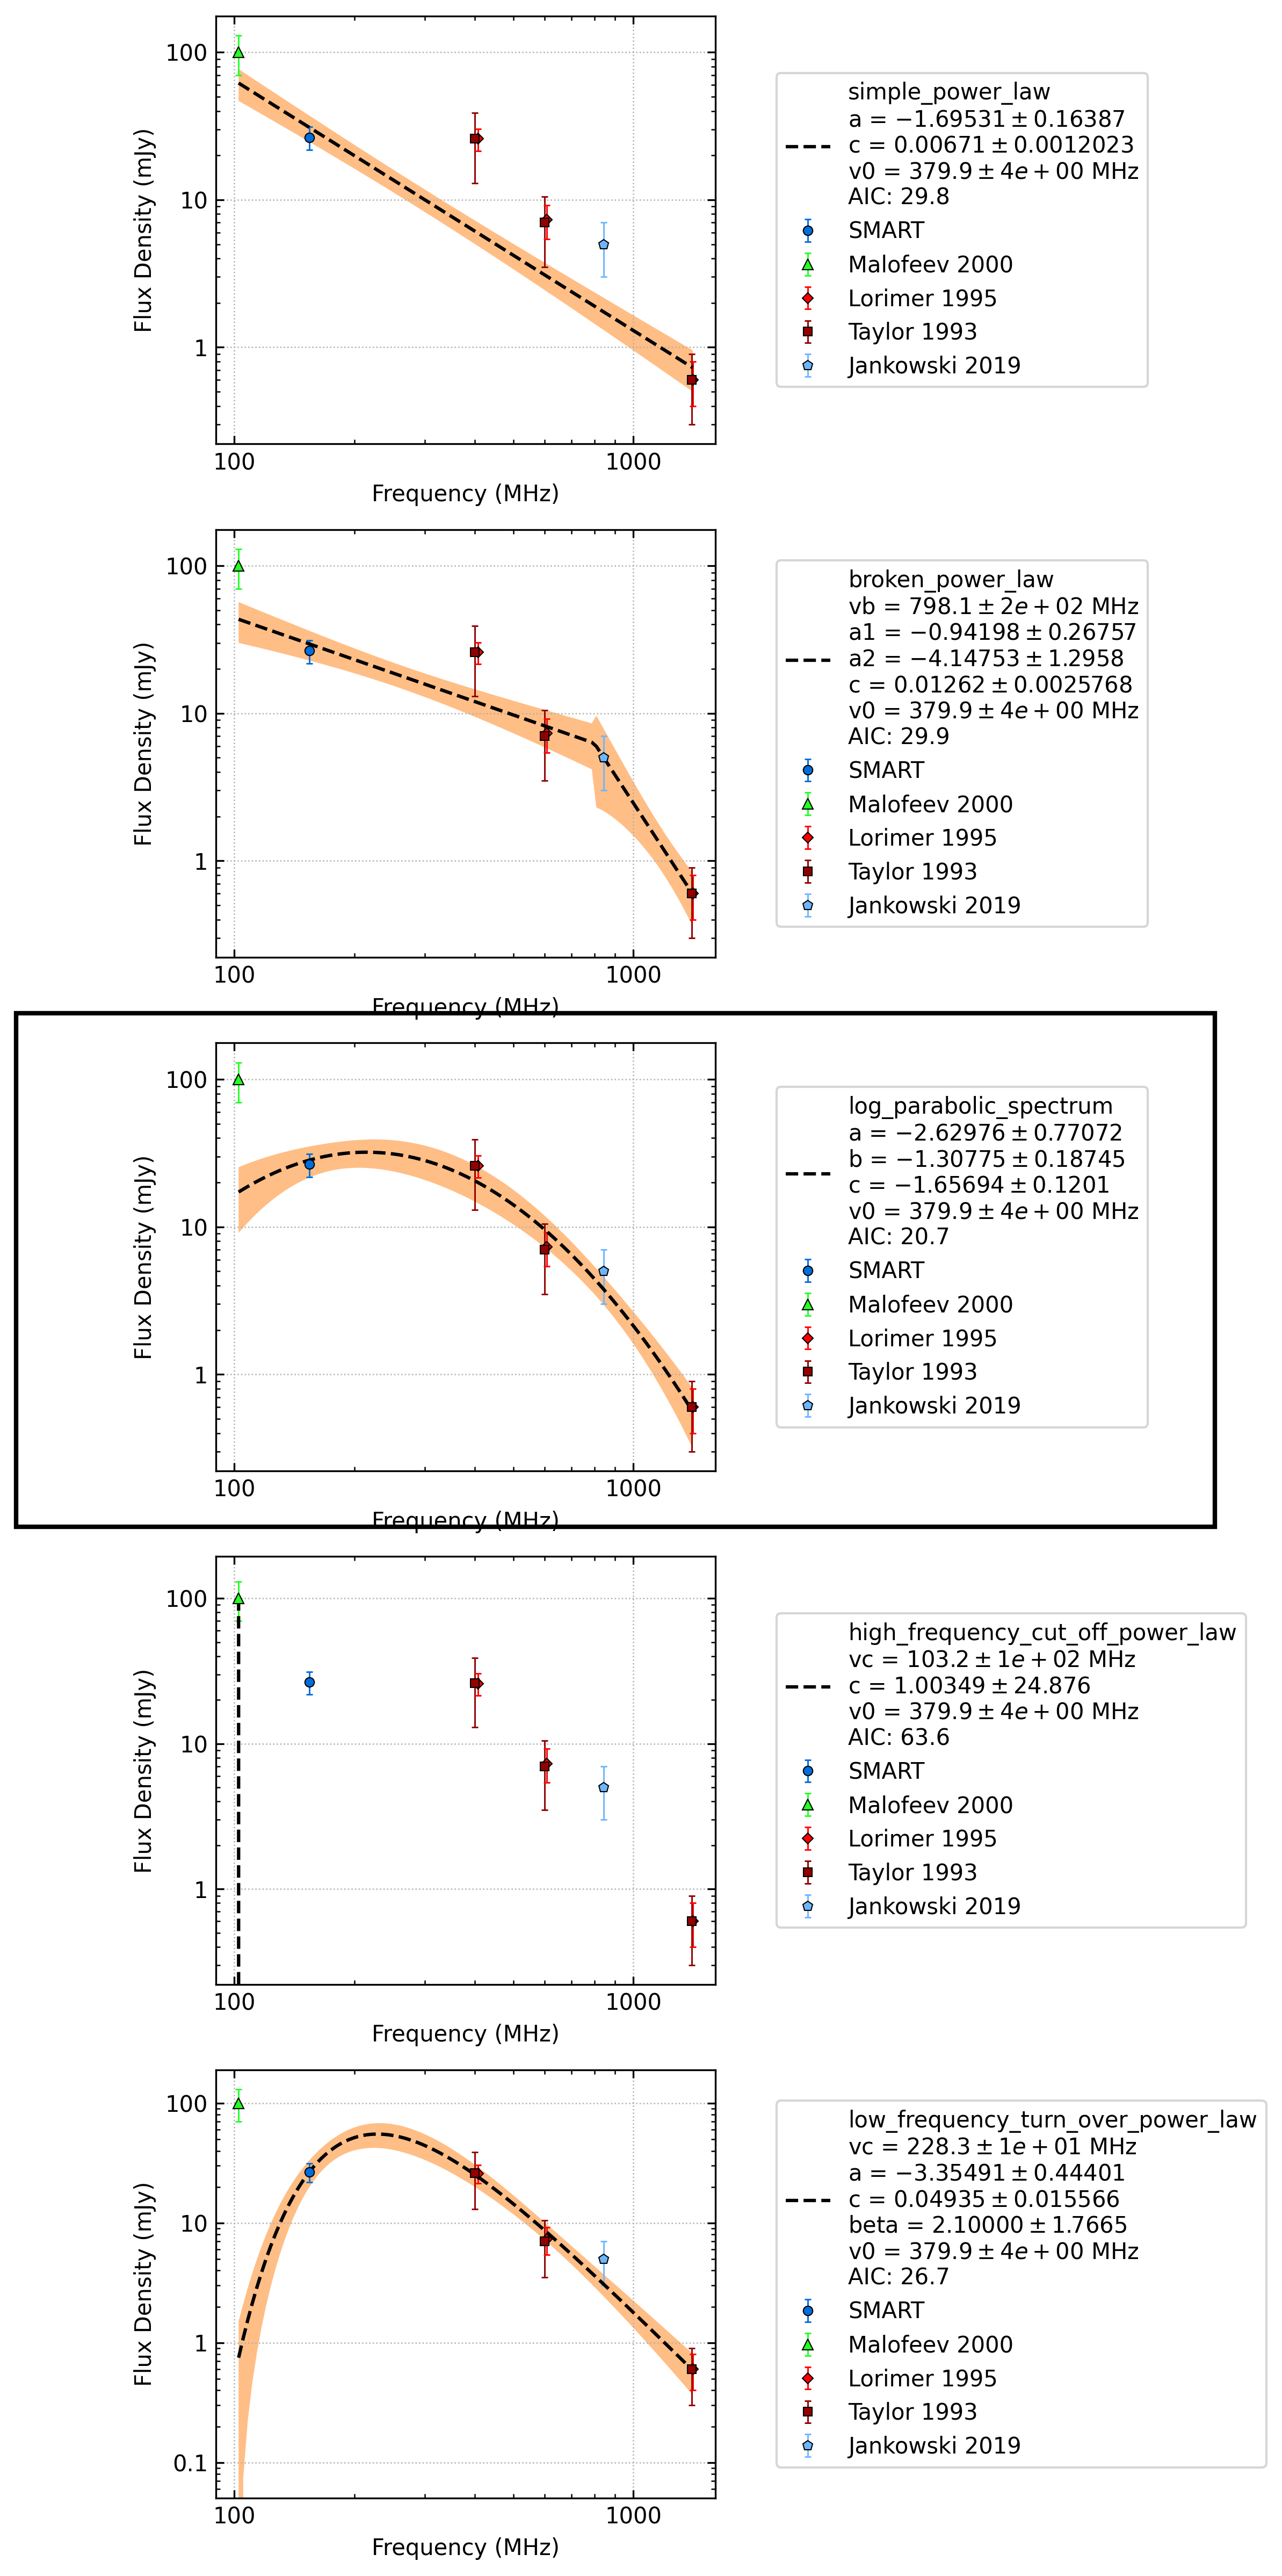 100
10
1
Flux Density (mJy)
100
1000
Frequency (MHz)
simple_power_law
a = −1.69531 ± 0.16387
c = 0.00671 ± 0.0012023
v0 = 379.9 ± 4e + 00 MHz
AIC: 29.8
SMART
Malofeev 2000
Lorimer 1995
Taylor 1993
Jankowski 2019
100
10
1
Flux Density (mJy)
100
1000
Frequency (MHz)
broken_power_law
vb = 798.1 ± 2e + 02 MHz
a1 = −0.94198 ± 0.26757
a2 = −4.14753 ± 1.2958
c = 0.01262 ± 0.0025768
v0 = 379.9 ± 4e + 00 MHz
AIC: 29.9
SMART
Malofeev 2000
Lorimer 1995
Taylor 1993
Jankowski 2019
100
10
1
Flux Density (mJy)
100
1000
Frequency (MHz)
log_parabolic_spectrum
a = −2.62976 ± 0.77072
b = −1.30775 ± 0.18745
c = −1.65694 ± 0.1201
v0 = 379.9 ± 4e + 00 MHz
AIC: 20.7
SMART
Malofeev 2000
Lorimer 1995
Taylor 1993
Jankowski 2019
100
10
1
Flux Density (mJy)
100
1000
Frequency (MHz)
high_frequency_cut_off_power_law
vc = 103.2 ± 1e + 02 MHz
c = 1.00349 ± 24.876
v0 = 379.9 ± 4e + 00 MHz
AIC: 63.6
SMART
Malofeev 2000
Lorimer 1995
Taylor 1993
Jankowski 2019
100
10
1
0.1
Flux Density (mJy)
100
1000
Frequency (MHz)
low_frequency_turn_over_power_law
vc = 228.3 ± 1e + 01 MHz
a = −3.35491 ± 0.44401
c = 0.04935 ± 0.015566
beta = 2.10000 ± 1.7665
v0 = 379.9 ± 4e + 00 MHz
AIC: 26.7
SMART
Malofeev 2000
Lorimer 1995
Taylor 1993
Jankowski 2019